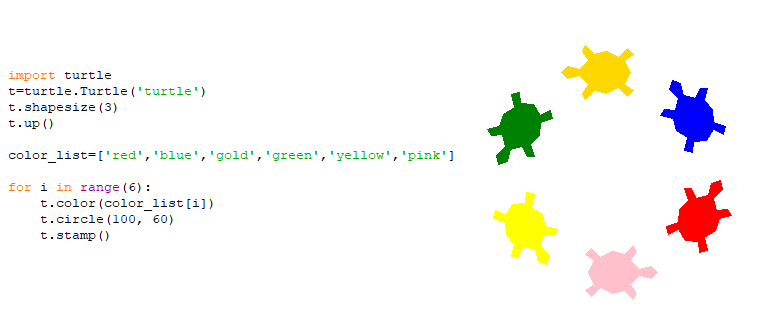 import turtle
t=turtle.Turtle('turtle')
t.shapesize(3)
t.up()
color_list=['red','blue','gold','green','yellow','pink']
for i in range(6):
    t.color(color_list[i])
    t.circle(100, 60)
    t.stamp()